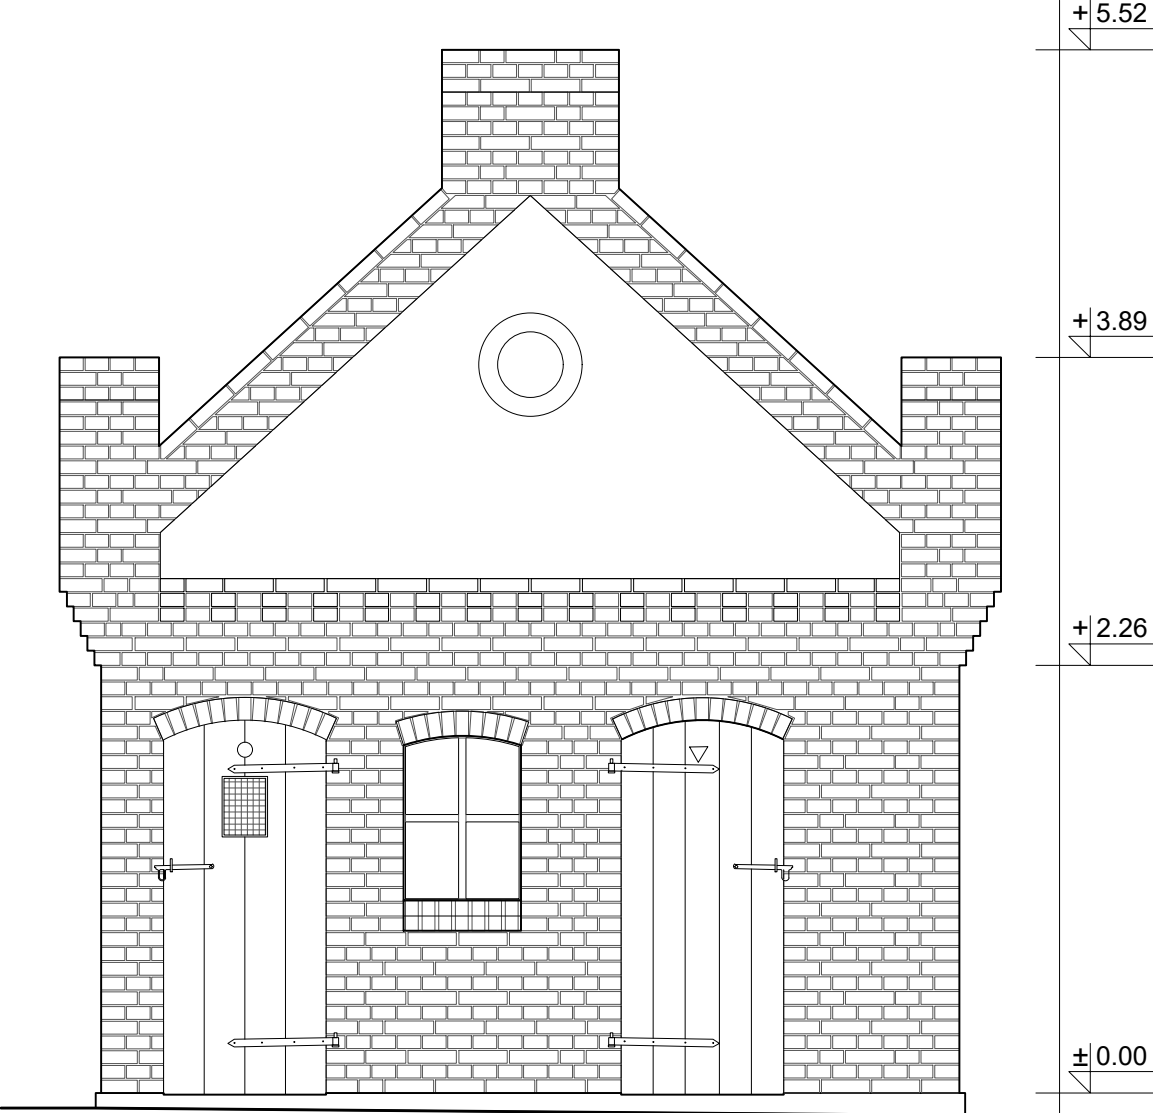 + 5.52
+ 3.89
+ 2.26
± 0.00